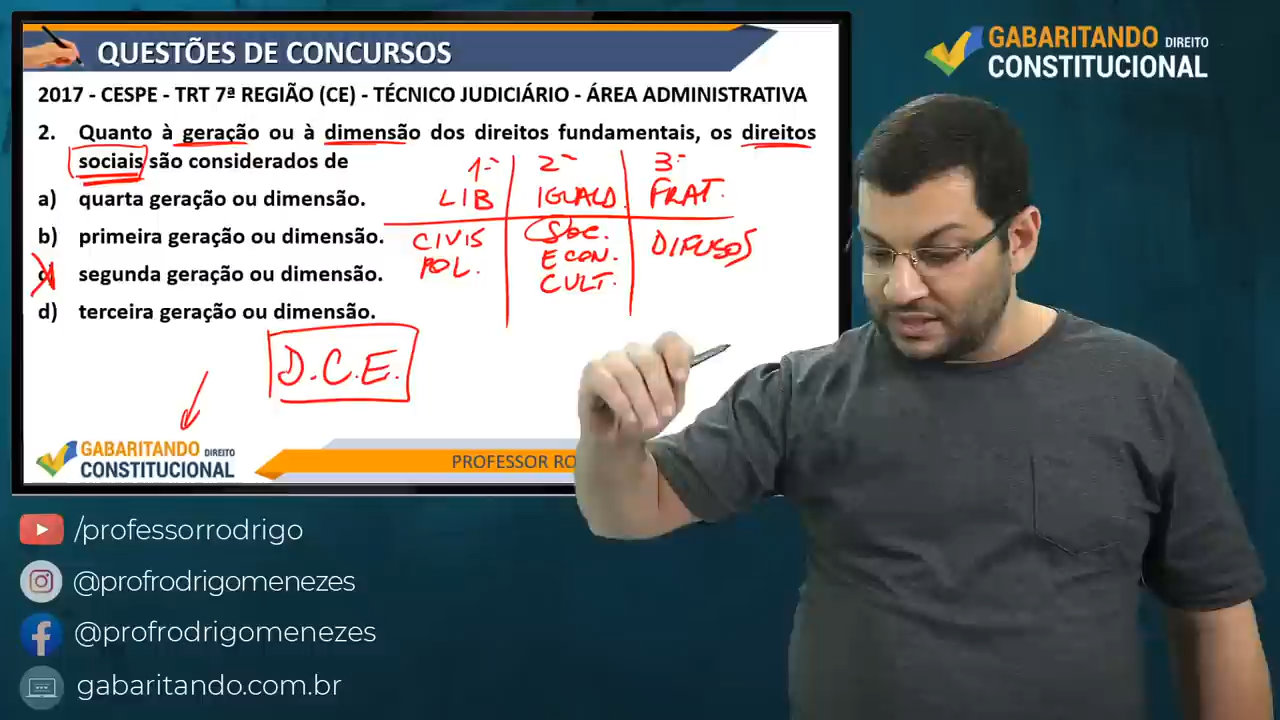 QUESTÕES DE CONCURSOS
GABARITANDO DIREITO
CONSTITUCIONAL
2017 - CESPE - TRT 7ª REGIÃO (CE) - TÉCNICO JUDICIÁRIO - ÁREA ADMINISTRATIVA
2. Quanto à geração ou à dimensão dos direitos fundamentais, os direitos
sociais são considerados de
1ª 2ª 3ª
LIB IGUALD. FRAT.
a) quarta geração ou dimensão.
b) primeira geração ou dimensão.
CIVIS SOC. DIFUSOS
POL. ECON.
c) segunda geração ou dimensão.
CULT.
d) terceira geração ou dimensão.
D.C.E.
GABARITANDO DIREITO
CONSTITUCIONAL
PROFESSOR RO
/professorrodrigo
@profrodrigomenezes
@profrodrigomenezes
gabaritando.com.br